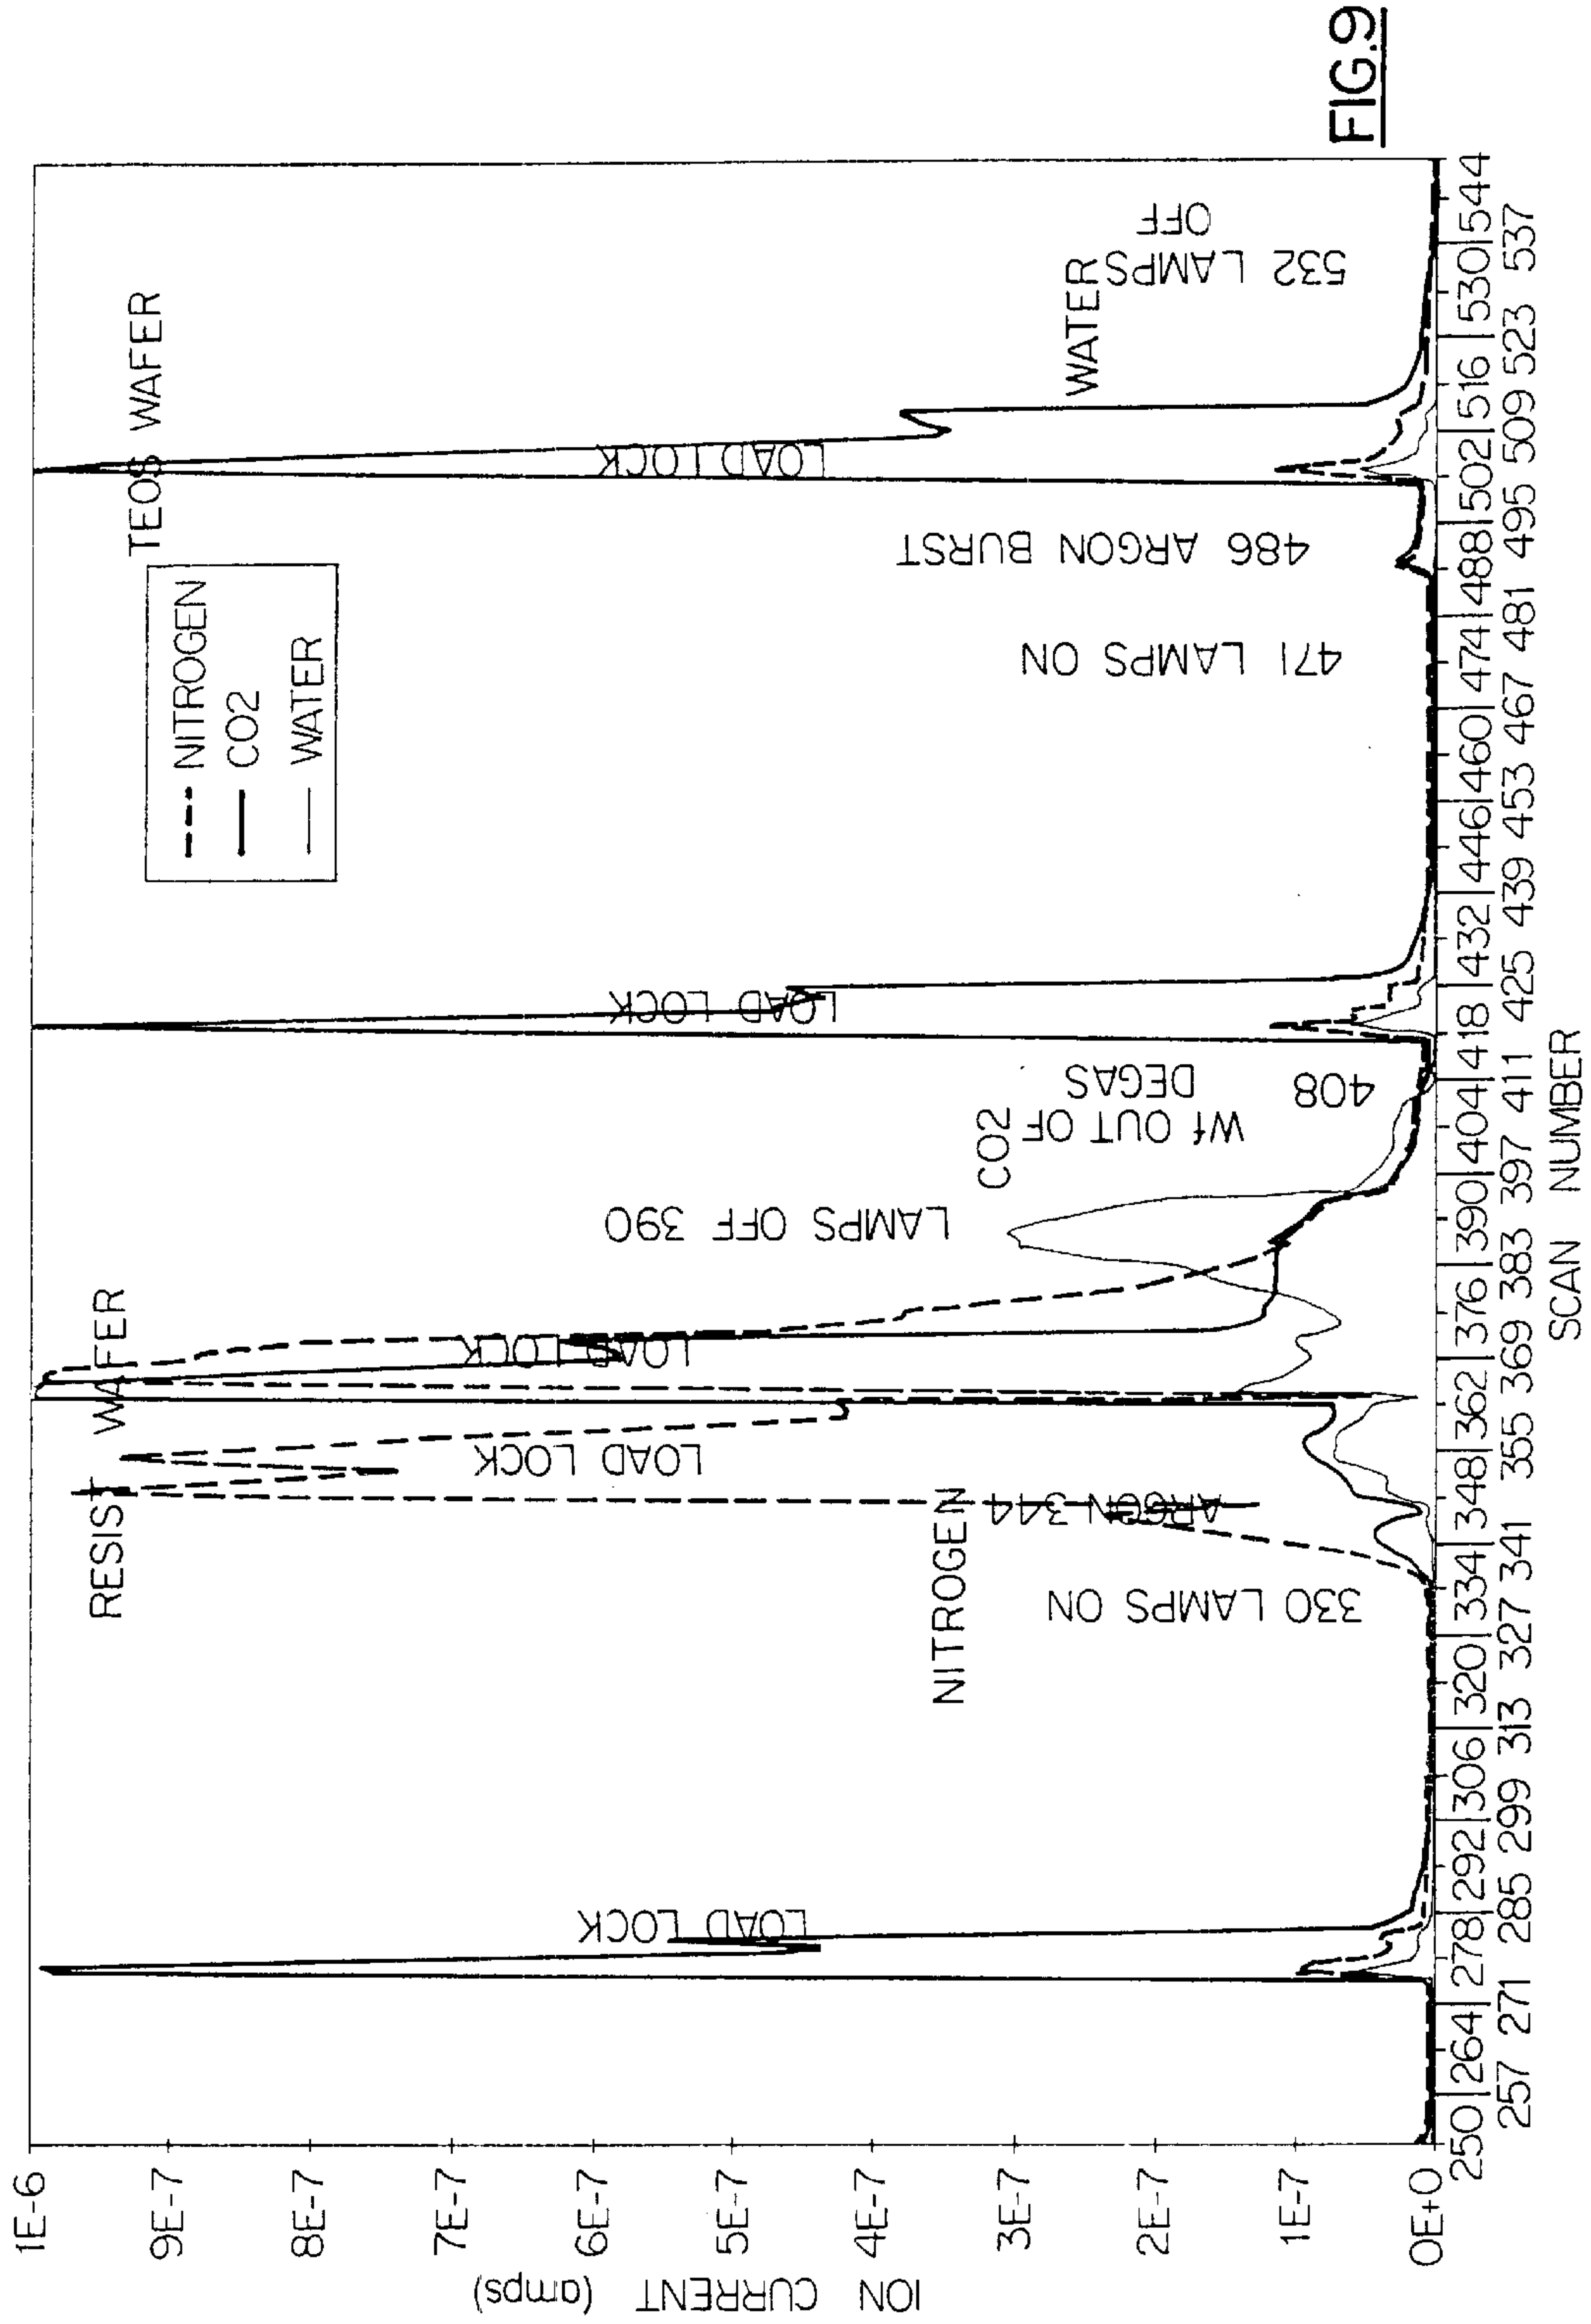 1E-6
9E-7
8E-7
7E-7
6E-7
5E-7
4E-7
3E-7
2E-7
1E-7
0E+0
ION CURRENT (amps)
RESIST WAFER
TEOS WAFER
NITROGEN
CO2
WATER
LOAD LOCK
330 LAMPS ON
NITROGEN
ARGON 344
LOAD LOCK
LOAD LOCK
LAMPS OFF 390
CO2
Wf OUT OF
DEGAS
408
LOAD LOCK
471 LAMPS ON
486 ARGON BURST
LOAD LOCK
WATER
532 LAMPS
OFF
250 264 278 292 306 320 334 348 362 376 390 404 418 432 446 460 474 488 502 516 530 544
257 271 285 299 313 327 341 355 369 383 397 411 425 439 453 467 481 495 509 523 537
SCAN NUMBER
FIG.9